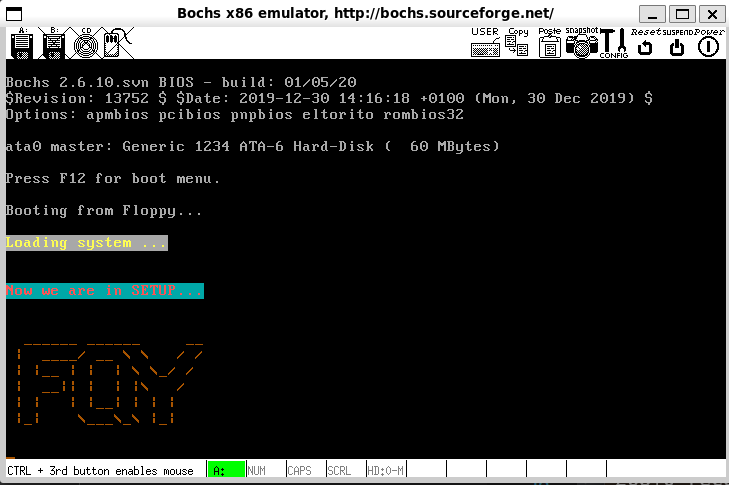 Bochs x86 emulator, http://bochs.sourceforge.net/
A: B: CD USER Copy Paste snapshot CONFIG Reset SUSPEND Power
Bochs 2.6.10.svn BIOS - build: 01/05/20
$Revision: 13752 $ $Date: 2019-12-30 14:16:18 +0100 (Mon, 30 Dec 2019) $
Options: apmbios pcibios pnpbios eltorito rombios32
ata0 master: Generic 1234 ATA-6 Hard-Disk (  60 MBytes)
Press F12 for boot menu.
Booting from Floppy...
Loading system ...
Now we are in SETUP...
FQY
CTRL + 3rd button enables mouse A: NUM CAPS SCRL HD:0-M